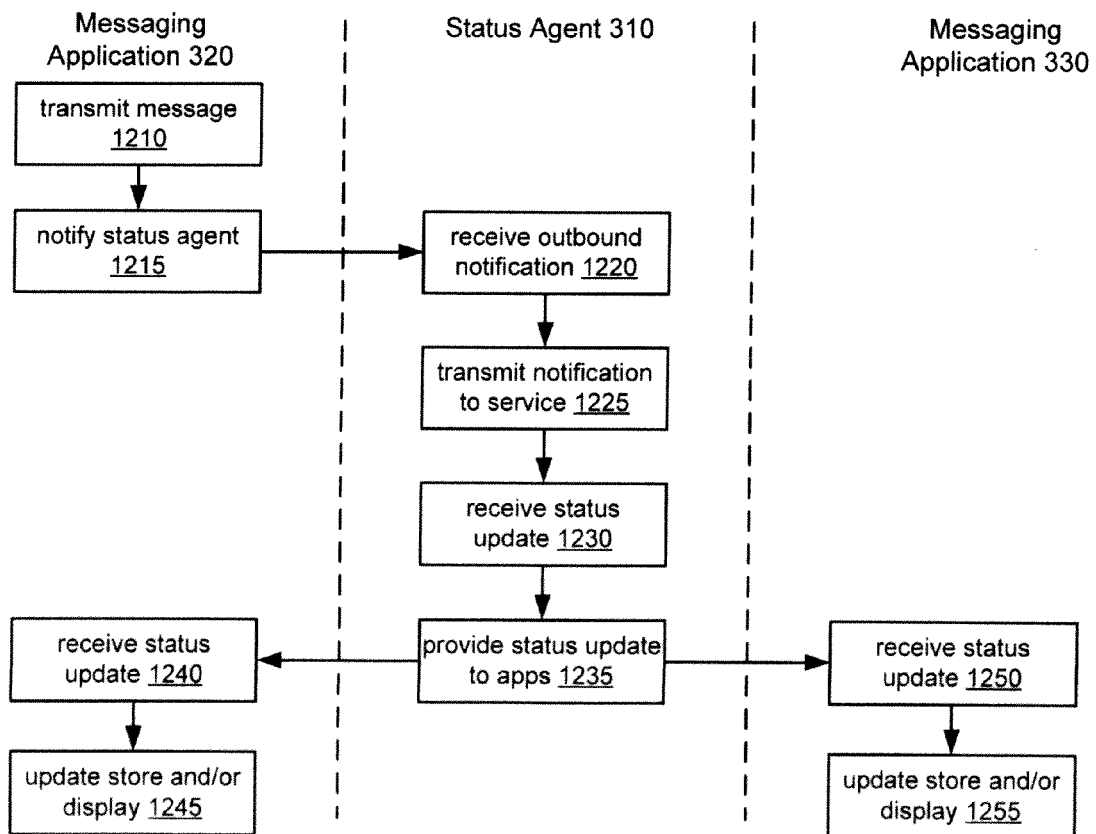 Messaging
Application 320
Status Agent 310
Messaging
Application 330
transmit message
1210
notify status agent
1215
receive outbound
notification 1220
transmit notification
to service 1225
receive status
update 1230
receive status
update 1240
provide status update
to apps 1235
receive status
update 1250
update store and/or
display 1245
update store and/or
display 1255